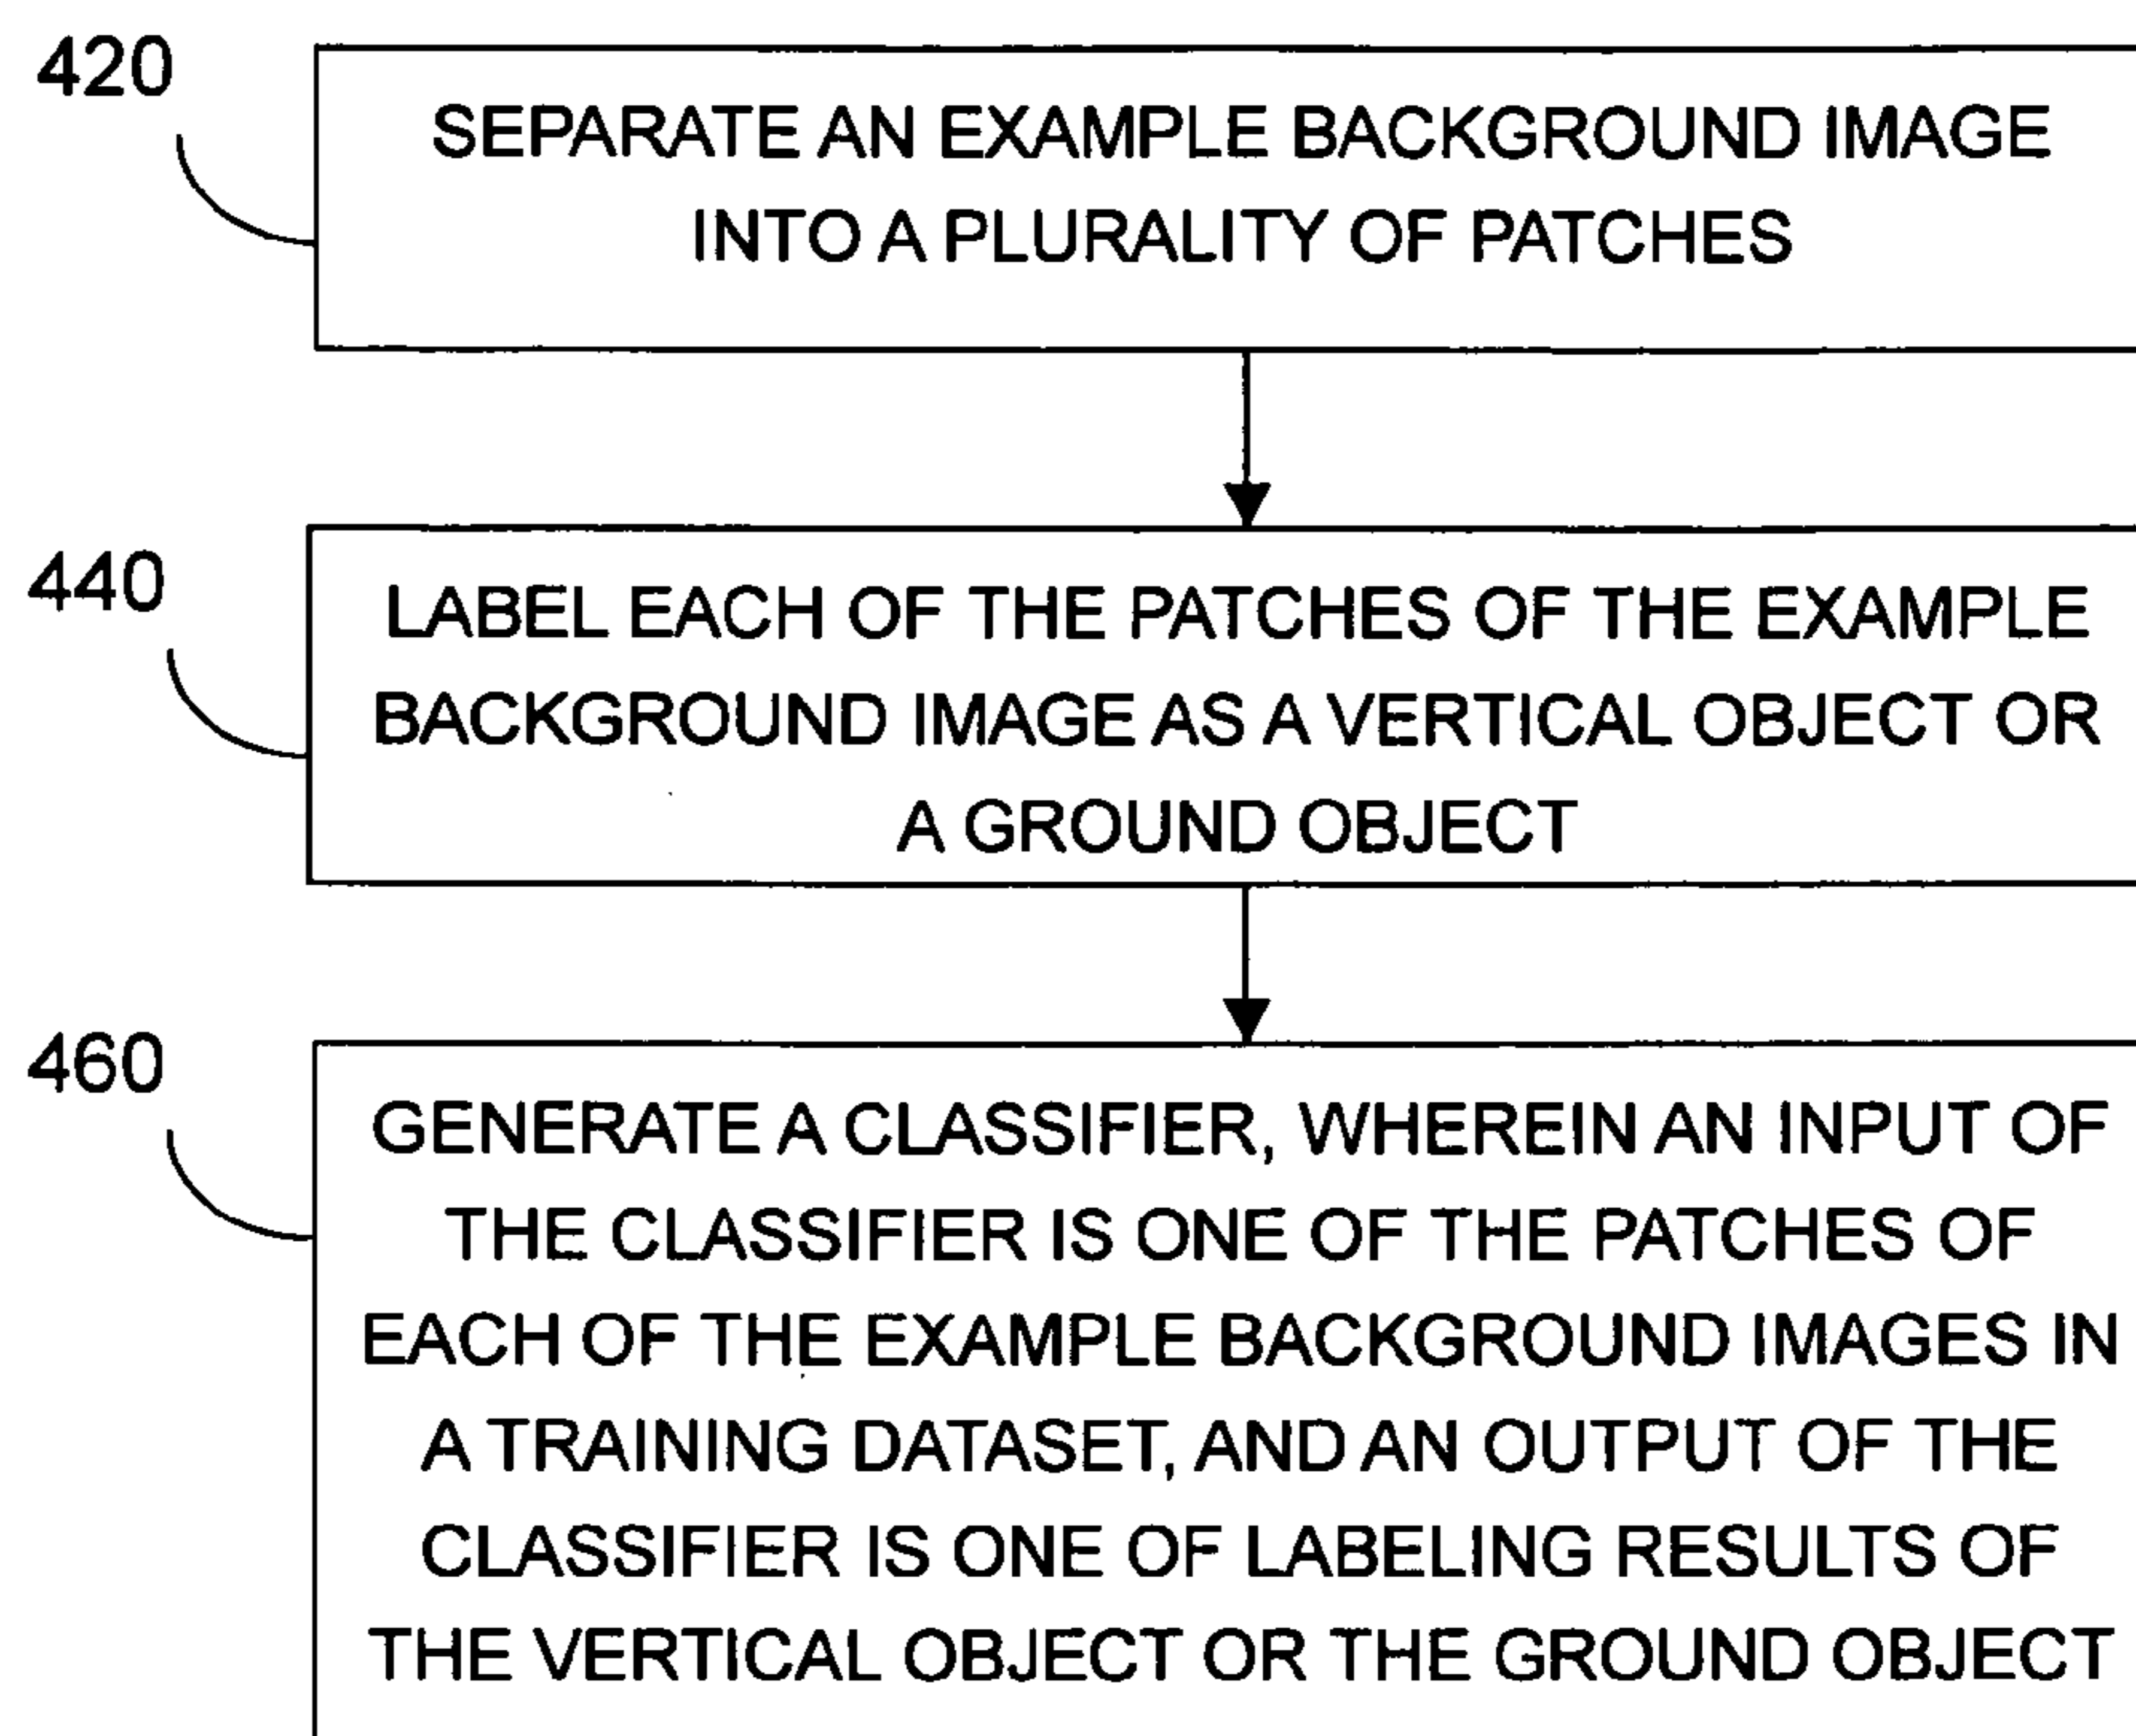 420
SEPARATE AN EXAMPLE BACKGROUND IMAGE
INTO A PLURALITY OF PATCHES
440
LABEL EACH OF THE PATCHES OF THE EXAMPLE
BACKGROUND IMAGE AS A VERTICAL OBJECT OR
A GROUND OBJECT
460
GENERATE A CLASSIFIER, WHEREIN AN INPUT OF
THE CLASSIFIER IS ONE OF THE PATCHES OF
EACH OF THE EXAMPLE BACKGROUND IMAGES IN
A TRAINING DATASET, AND AN OUTPUT OF THE
CLASSIFIER IS ONE OF LABELING RESULTS OF
THE VERTICAL OBJECT OR THE GROUND OBJECT